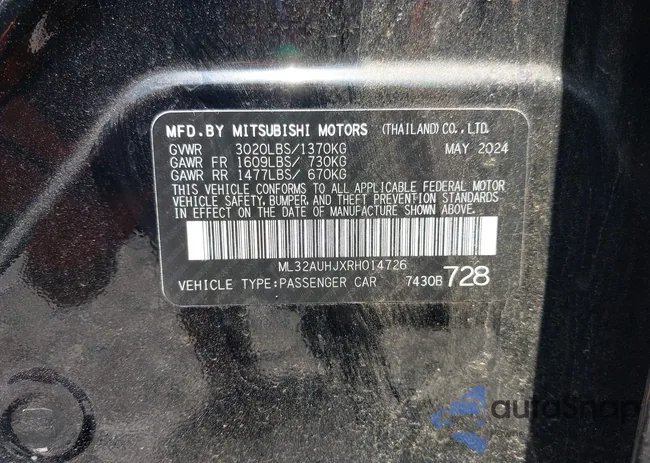 MFD.BY MITSUBISHI MOTORS (THAILAND) CO.,LTD.
GVWR 3020LBS/1370KG MAY 2024
GAWR FR 1609LBS/ 730KG
GAWR RR 1477LBS/ 670KG
THIS VEHICLE CONFORMS TO ALL APPLICABLE FEDERAL MOTOR
VEHICLE SAFETY, BUMPER, AND THEFT PREVENTION STANDARDS
IN EFFECT ON THE DATE OF MANUFACTURE SHOWN ABOVE.
ML32AUHJXRH014726
VEHICLE TYPE:PASSENGER CAR 7430B 728
autoSnap